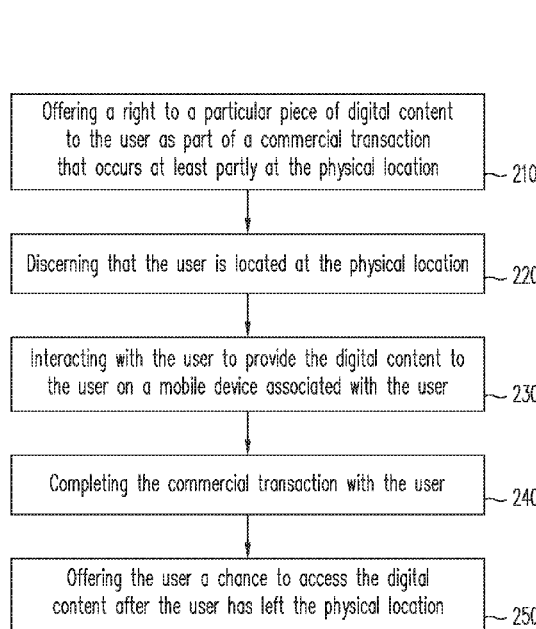 Offering a right to a particular piece of digital content
to the user as part of a commercial transaction
that occurs at least partly at the physical location
210
Discerning that the user is located at the physical location
220
Interacting with the user to provide the digital content to
the user on a mobile device associated with the user
230
Completing the commercial transaction with the user
240
Offering the user a chance to access the digital
content after the user has left the physical location
250